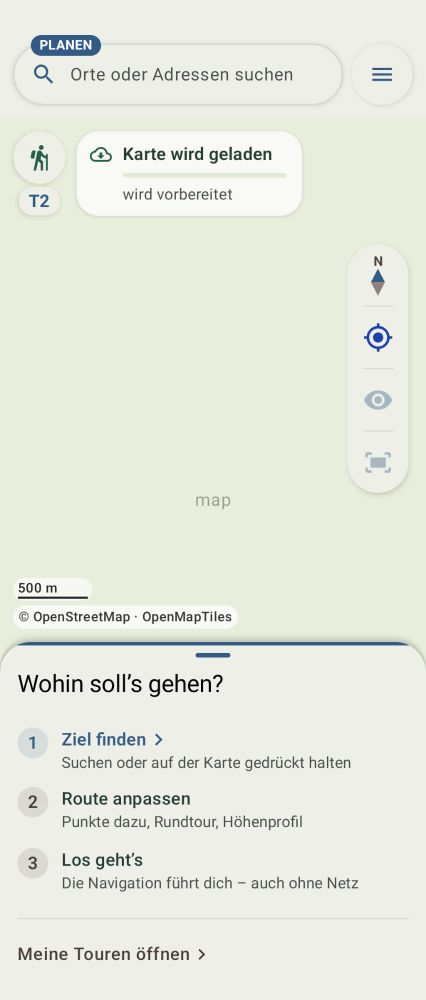 PLANEN
Orte oder Adressen suchen
Karte wird geladen
wird vorbereitet
T2
N
map
500 m
© OpenStreetMap · OpenMapTiles
Wohin soll’s gehen?
1 Ziel finden
Suchen oder auf der Karte gedrückt halten
2 Route anpassen
Punkte dazu, Rundtour, Höhenprofil
3 Los geht’s
Die Navigation führt dich – auch ohne Netz
Meine Touren öffnen